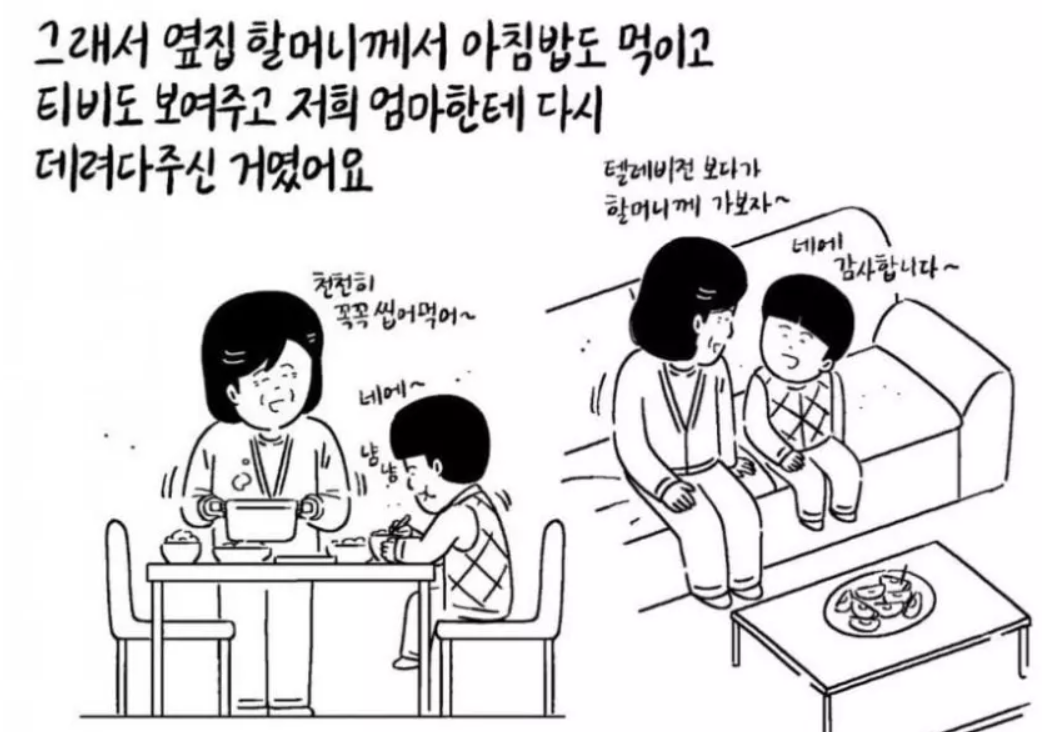 그래서 옆집 할머니께서 아침밥도 먹이고
티비도 보여주고 저희 엄마한테 다시
데려다주신 거였어요
텔레비전 보다가
할머니께 가보자~
네에
감사합니다~
천천히
꼭꼭 씹어먹어~
네에~
냠
냠